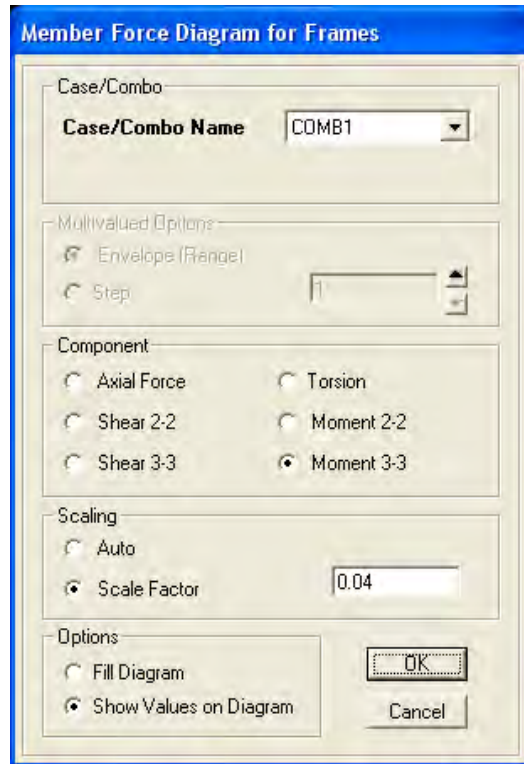 Member Force Diagram for Frames
Case/Combo
Case/Combo Name COMB1
Multivalued Options
Envelope (Range)
Step 1
Component
Axial Force Torsion
Shear 2-2 Moment 2-2
Shear 3-3 Moment 3-3
Scaling
Auto
Scale Factor 0.04
Options
Fill Diagram OK
Show Values on Diagram Cancel